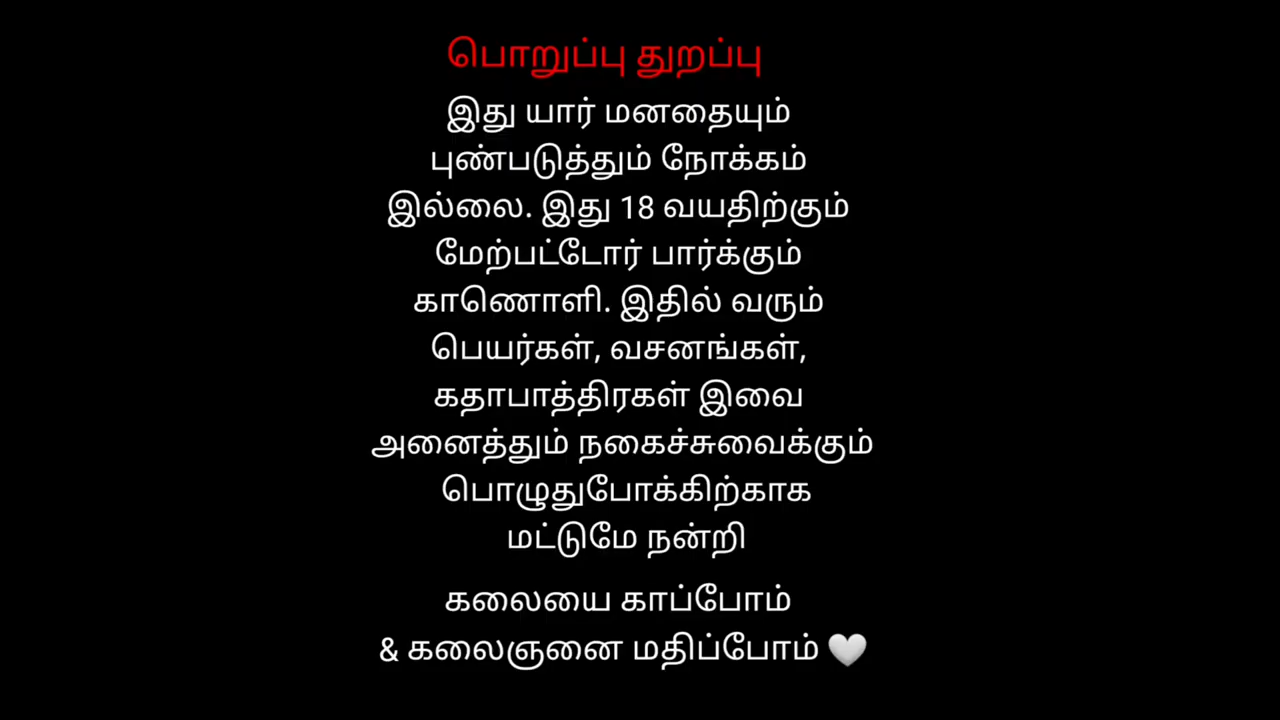 பொறுப்பு துறப்பு
இது யார் மனதையும்
புண்படுத்தும் நோக்கம்
இல்லை. இது 18 வயதிற்கும்
மேற்பட்டோர் பார்க்கும்
காணொளி. இதில் வரும்
பெயர்கள், வசனங்கள்,
கதாபாத்திரகள் இவை
அனைத்தும் நகைச்சுவைக்கும்
பொழுதுபோக்கிற்காக
மட்டுமே நன்றி
கலையை காப்போம்
& கலைஞனை மதிப்போம் 🤍